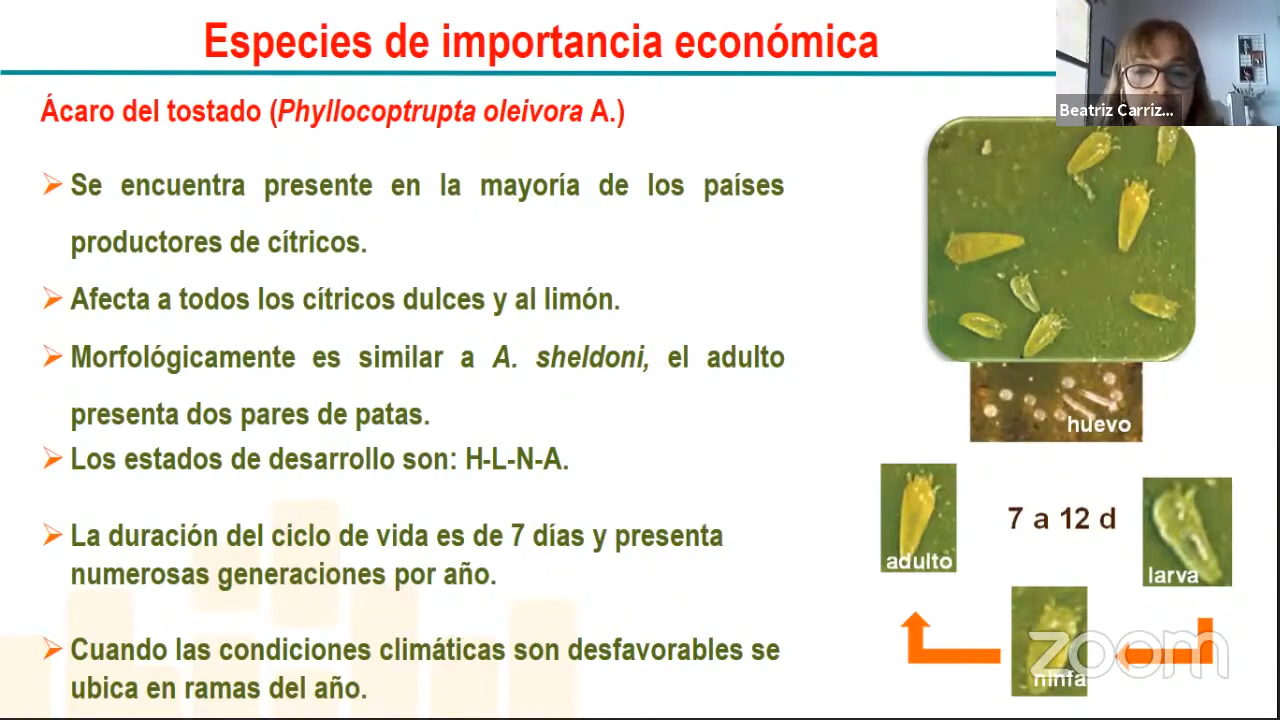 Especies de importancia económica
Beatriz Carriz...
Ácaro del tostado (Phyllocoptrupta oleivora A.)
Se encuentra presente en la mayoría de los países
productores de cítricos.
Afecta a todos los cítricos dulces y al limón.
Morfológicamente es similar a A. sheldoni, el adulto
presenta dos pares de patas.
Los estados de desarrollo son: H-L-N-A.
La duración del ciclo de vida es de 7 días y presenta
numerosas generaciones por año.
Cuando las condiciones climáticas son desfavorables se
ubica en ramas del año.
huevo
7 a 12 d
adulto
larva
ninfa
zoom